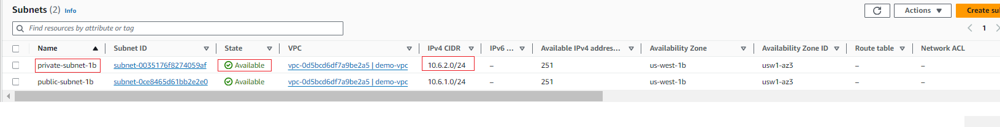 Subnets (2) Info
Actions ▼
Create su
Find resources by attribute or tag
1
Name ▲ Subnet ID State VPC IPv4 CIDR IPv6 ... Available IPv4 addres... Availability Zone Availability Zone ID Route table Network ACL
private-subnet-1b subnet-0035176f8274059af Available vpc-0d5bcd6df7a9be2a5 | demo-vpc 10.6.2.0/24 – 251 us-west-1b usw1-az3 – –
public-subnet-1b subnet-0ce8465d61bb2e2e0 Available vpc-0d5bcd6df7a9be2a5 | demo-vpc 10.6.1.0/24 – 251 us-west-1b usw1-az3 – –